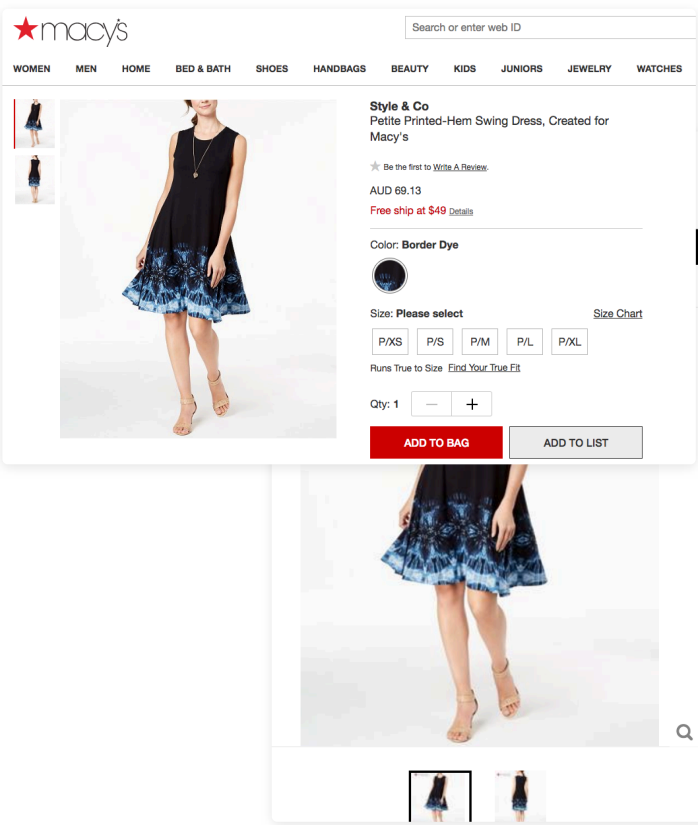 macy's
Search or enter web ID
WOMEN MEN HOME BED & BATH SHOES HANDBAGS BEAUTY KIDS JUNIORS JEWELRY WATCHES
Style & Co
Petite Printed-Hem Swing Dress, Created for
Macy's
Be the first to Write A Review.
AUD 69.13
Free ship at $49 Details
Color: Border Dye
Size: Please select Size Chart
P/XS P/S P/M P/L P/XL
Runs True to Size Find Your True Fit
Qty: 1
ADD TO BAG ADD TO LIST